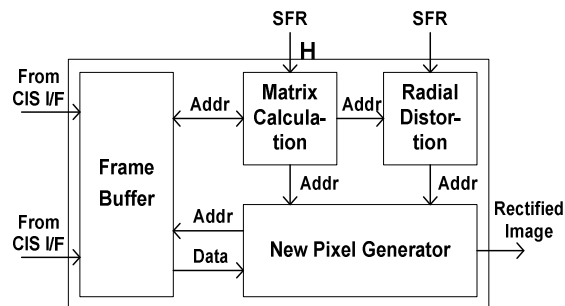 SFR
SFR
H
From
CIS I/F
Matrix
Calcula-
tion
Radial
Distor-
tion
Addr
Addr
Frame
Buffer
Addr
Addr
From
CIS I/F
Addr
Data
New Pixel Generator
Rectified
Image